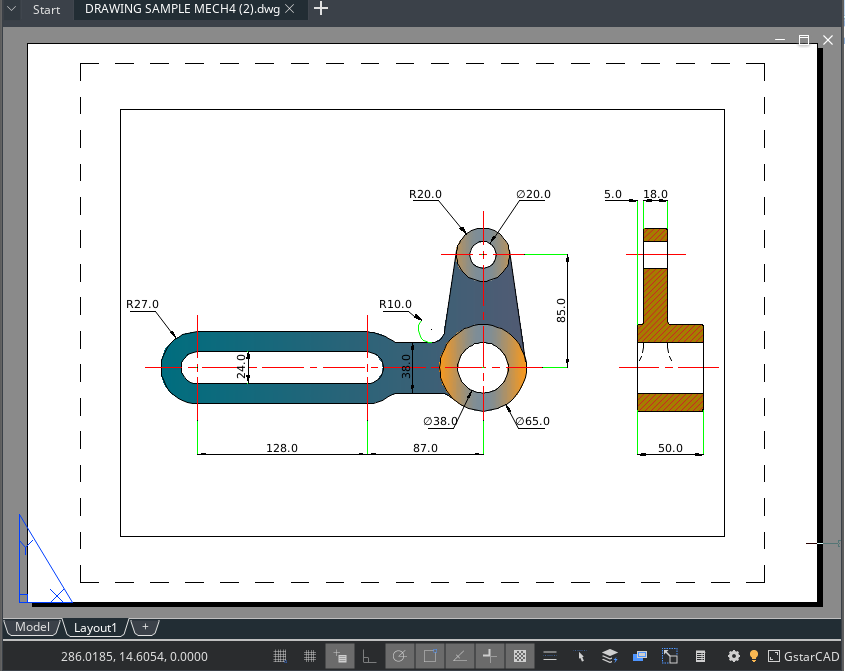 Start
DRAWING SAMPLE MECH4 (2).dwg
R20.0
∅20.0
5.0
18.0
R27.0
R10.0
85.0
24.0
38.0
∅38.0
∅65.0
128.0
87.0
50.0
Y
X
Model
Layout1
286.0185, 14.6054, 0.0000
GstarCAD